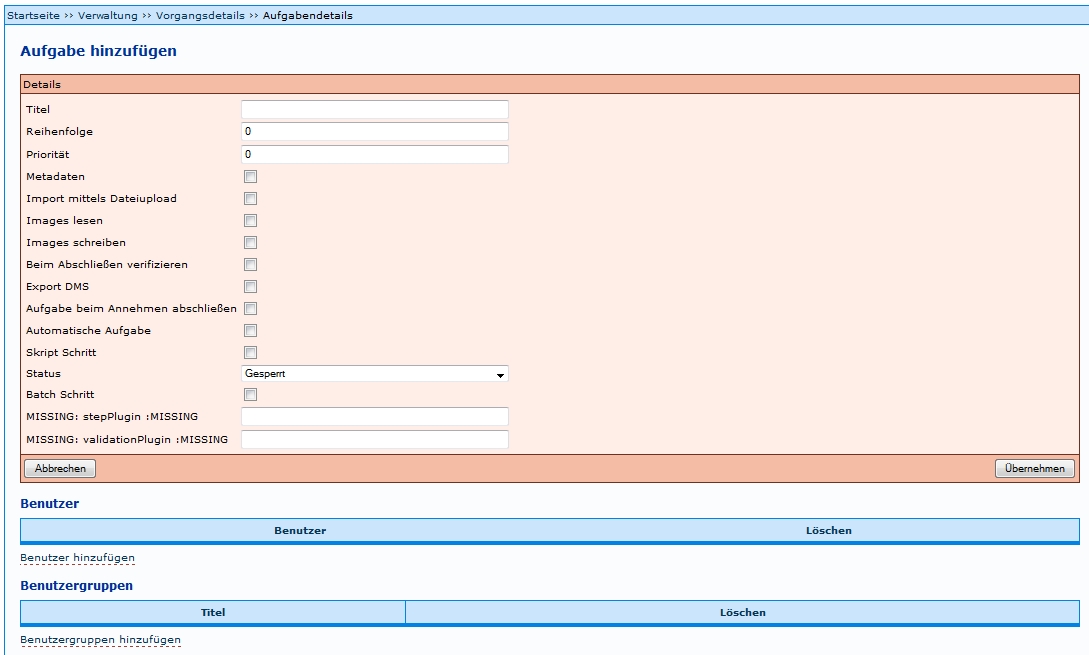 Startseite >> Verwaltung >> Vorgangsdetails >> Aufgabendetails
Aufgabe hinzufügen
Details
Titel
Reihenfolge 0
Priorität 0
Metadaten
Import mittels Dateiupload
Images lesen
Images schreiben
Beim Abschließen verifizieren
Export DMS
Aufgabe beim Annehmen abschließen
Automatische Aufgabe
Skript Schritt
Status Gesperrt
Batch Schritt
MISSING: stepPlugin :MISSING
MISSING: validationPlugin :MISSING
Abbrechen Übernehmen
Benutzer
Benutzer Löschen
Benutzer hinzufügen
Benutzergruppen
Titel Löschen
Benutzergruppen hinzufügen